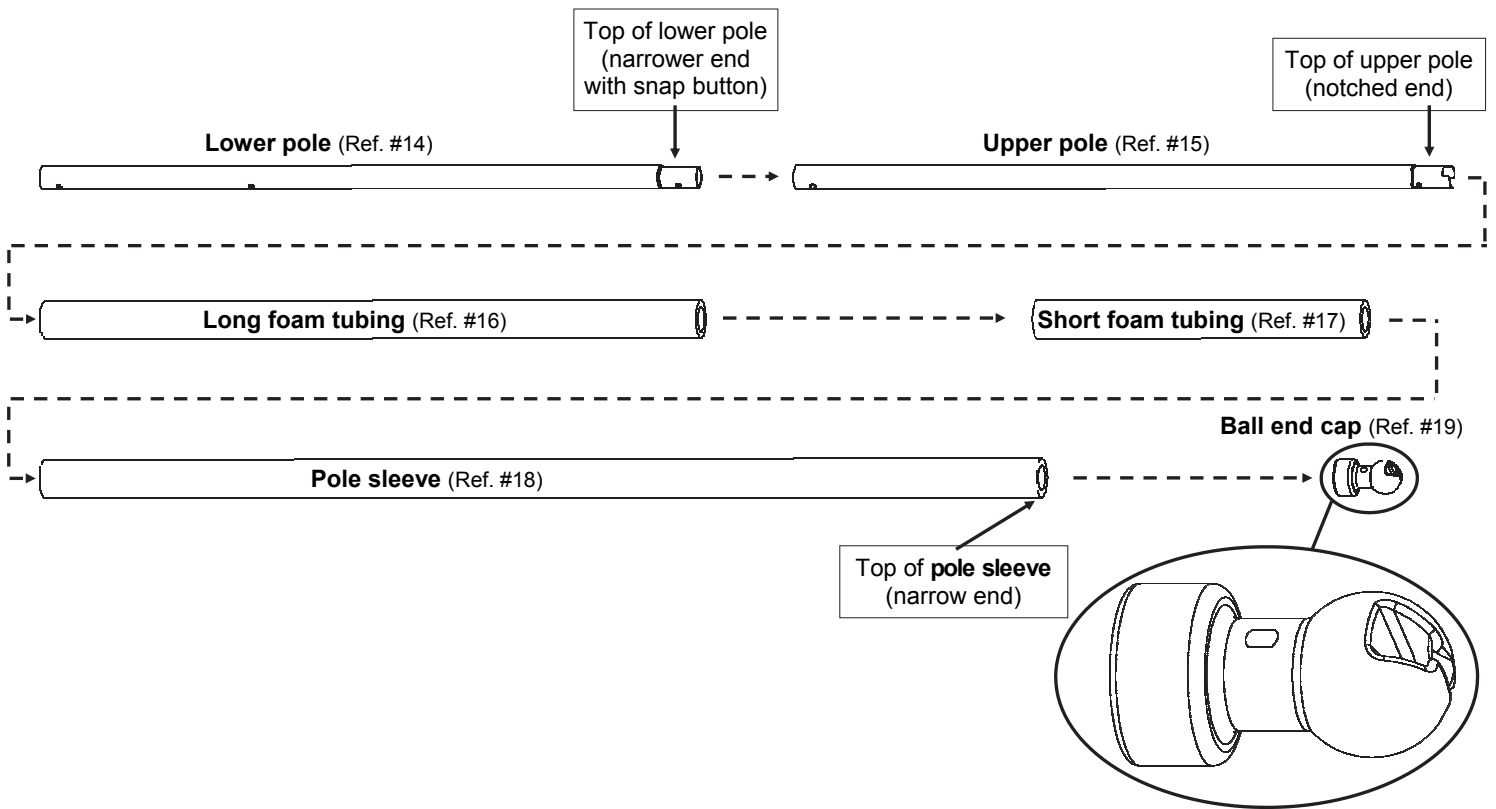 Top of lower pole
(narrower end
with snap button)
Top of upper pole
(notched end)
Lower pole (Ref. #14)
Upper pole (Ref. #15)
Long foam tubing (Ref. #16)
Short foam tubing (Ref. #17)
Ball end cap (Ref. #19)
Pole sleeve (Ref. #18)
Top of pole sleeve
(narrow end)